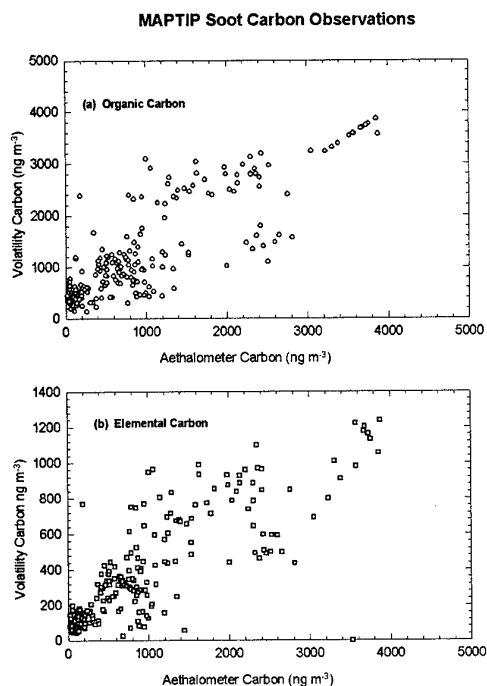 MAPTIP Soot Carbon Observations
5000
4000
3000
2000
1000
0
(a) Organic Carbon
Volatility Carbon (ng m-3)
0 1000 2000 3000 4000 5000
Aethalometer Carbon (ng m-3)
1400
1200
1000
800
600
400
200
0
(b) Elemental Carbon
Volatility Carbon ng m-3)
0 1000 2000 3000 4000 5000
Aethalometer Carbon (ng m-3)